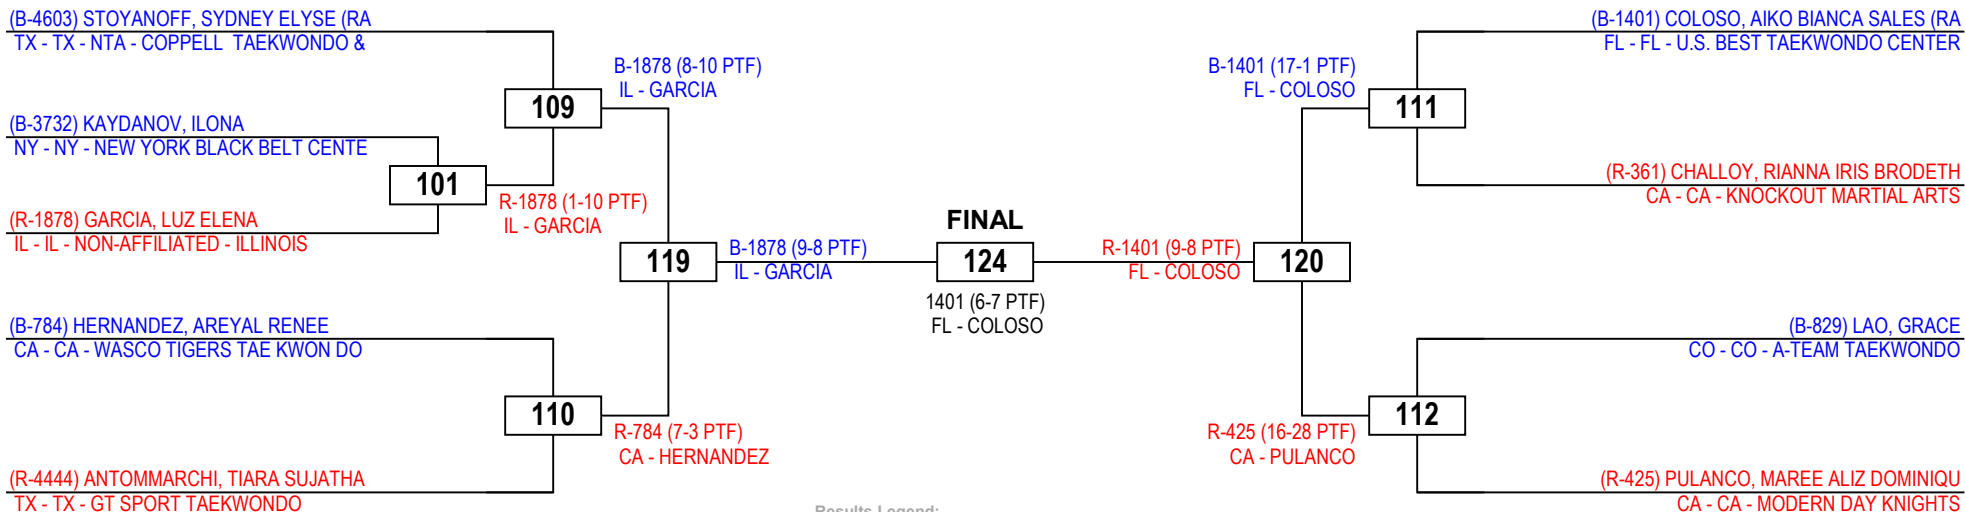 (B-4603) STOYANOFF, SYDNEY ELYSE (RA
TX - TX - NTA - COPPELL TAEKWONDO &
109
B-1878 (8-10 PTF)
IL - GARCIA
(B-3732) KAYDANOV, ILONA
NY - NY - NEW YORK BLACK BELT CENTE
101
(R-1878) GARCIA, LUZ ELENA
IL - IL - NON-AFFILIATED - ILLINOIS
R-1878 (1-10 PTF)
IL - GARCIA
119
B-1878 (9-8 PTF)
IL - GARCIA
(B-784) HERNANDEZ, AREYAL RENEE
CA - CA - WASCO TIGERS TAE KWON DO
110
R-784 (7-3 PTF)
CA - HERNANDEZ
(R-4444) ANTOMMARCHI, TIARA SUJATHA
TX - TX - GT SPORT TAEKWONDO
FINAL
124
1401 (6-7 PTF)
FL - COLOSO
(B-1401) COLOSO, AIKO BIANCA SALES (RA
FL - FL - U.S. BEST TAEKWONDO CENTER
B-1401 (17-1 PTF)
FL - COLOSO
111
(R-361) CHALLOY, RIANNA IRIS BRODETH
CA - CA - KNOCKOUT MARTIAL ARTS
R-1401 (9-8 PTF)
FL - COLOSO
120
(B-829) LAO, GRACE
CO - CO - A-TEAM TAEKWONDO
112
R-425 (16-28 PTF)
CA - PULANCO
(R-425) PULANCO, MAREE ALIZ DOMINIQU
CA - CA - MODERN DAY KNIGHTS
Results Legend: